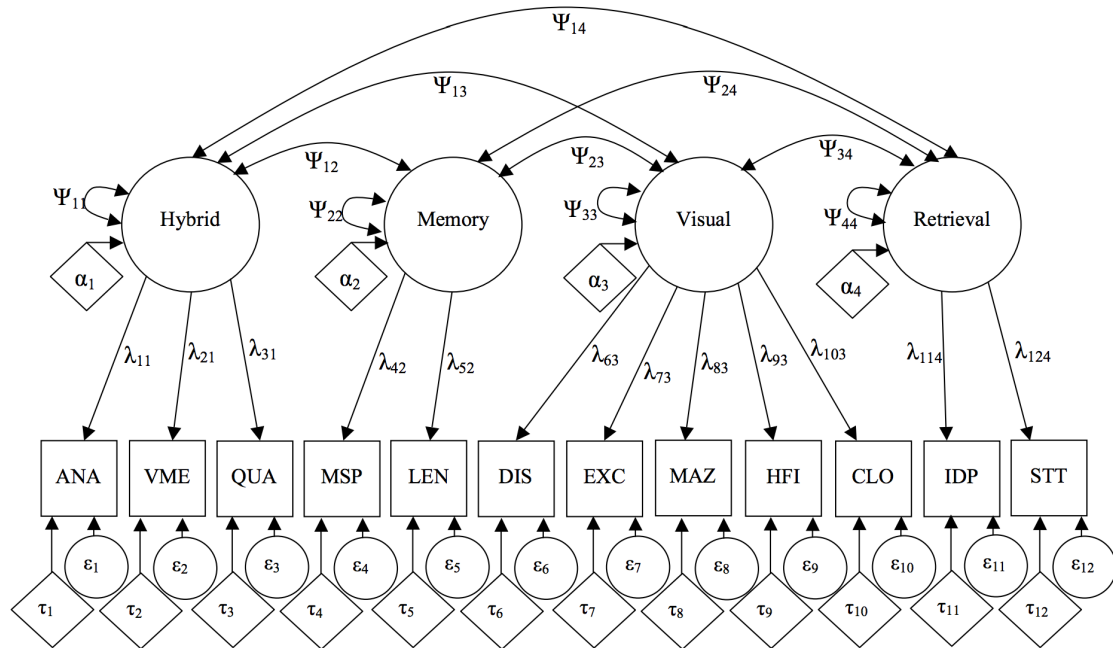 Ψ₁₄
Ψ₁₃ Ψ₂₄
Ψ₁₂ Ψ₂₃ Ψ₃₄
Ψ₁₁ Hybrid Ψ₂₂ Memory Ψ₃₃ Visual Ψ₄₄ Retrieval
α₁ α₂ α₃ α₄
λ₁₁ λ₂₁ λ₃₁ λ₄₂ λ₅₂ λ₆₃ λ₇₃ λ₈₃ λ₉₃ λ₁₀₃ λ₁₁₄ λ₁₂₄
ANA VME QUA MSP LEN DIS EXC MAZ HFI CLO IDP STT
ε₁ ε₂ ε₃ ε₄ ε₅ ε₆ ε₇ ε₈ ε₉ ε₁₀ ε₁₁ ε₁₂
τ₁ τ₂ τ₃ τ₄ τ₅ τ₆ τ₇ τ₈ τ₉ τ₁₀ τ₁₁ τ₁₂